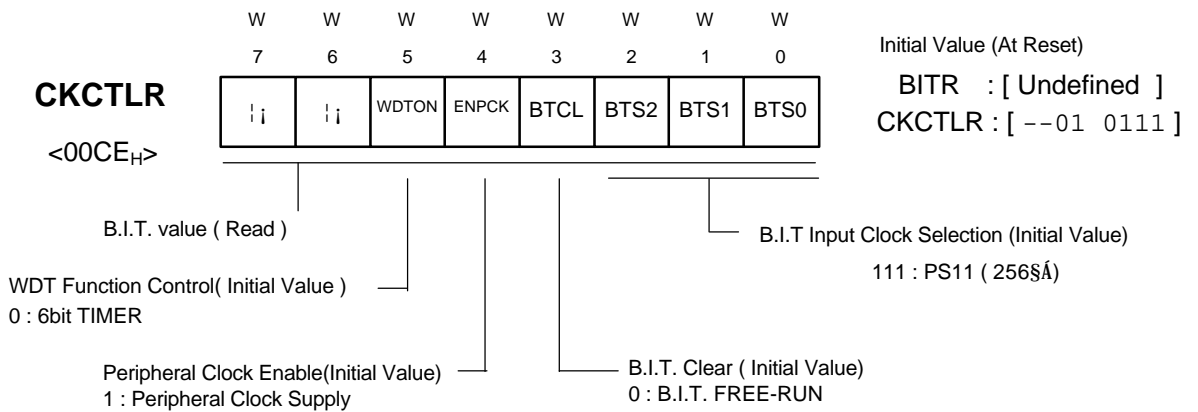 W W W W W W W W
7 6 5 4 3 2 1 0
Initial Value (At Reset)
CKCTLR
<00CEH>
¦¡ ¦¡ WDTON ENPCK BTCL BTS2 BTS1 BTS0
BITR : [ Undefined ]
CKCTLR : [ --01 0111 ]
B.I.T. value ( Read )
B.I.T Input Clock Selection (Initial Value)
111 : PS11 ( 256§Á)
WDT Function Control( Initial Value )
0 : 6bit TIMER
Peripheral Clock Enable(Initial Value)
1 : Peripheral Clock Supply
B.I.T. Clear ( Initial Value)
0 : B.I.T. FREE-RUN